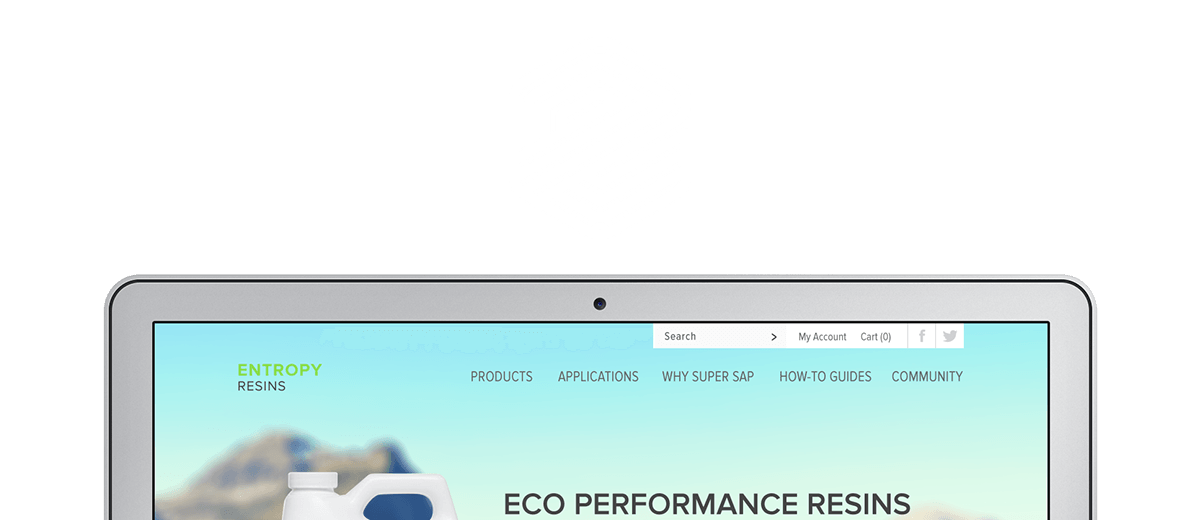 Search > My Account Cart (0)
ENTROPY
RESINS
PRODUCTS APPLICATIONS WHY SUPER SAP HOW-TO GUIDES COMMUNITY
ECO PERFORMANCE RESINS